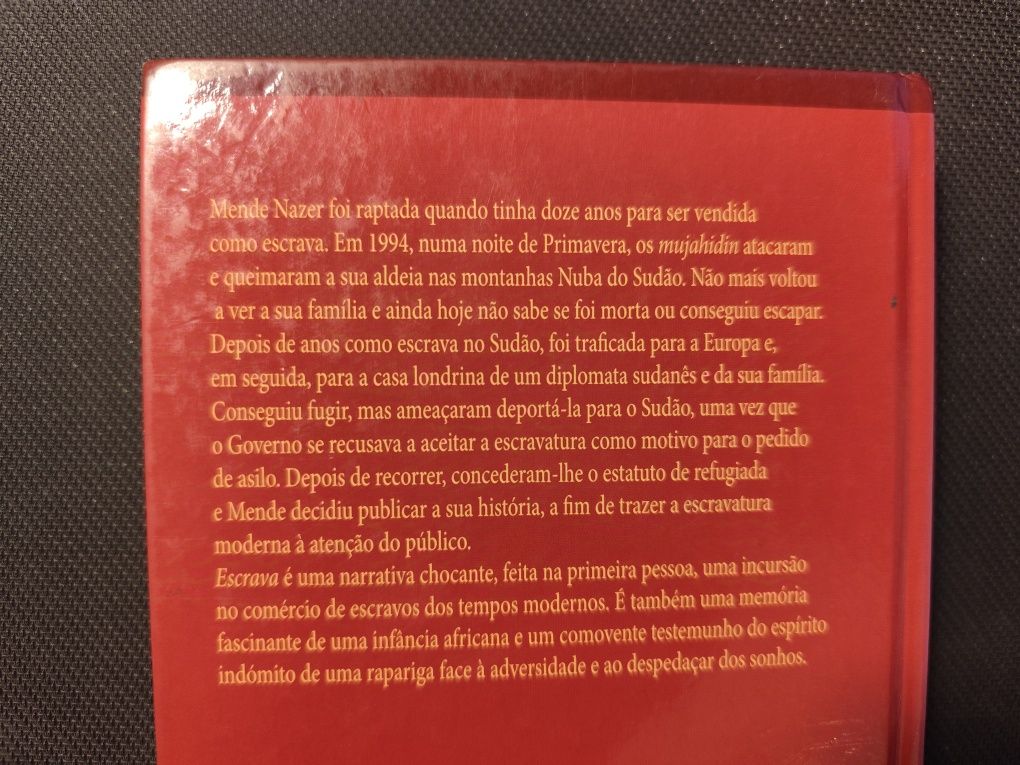 Mende Nazer foi raptada quando tinha doze anos para ser vendida
como escrava. Em 1994, numa noite de Primavera, os mujahidin atacaram
e queimaram a sua aldeia nas montanhas Nuba do Sudão. Não mais voltou
a ver a sua família e ainda hoje não sabe se foi morta ou conseguiu escapar.
Depois de anos como escrava no Sudão, foi traficada para a Europa e,
em seguida, para a casa londrina de um diplomata sudanês e da sua família.
Conseguiu fugir, mas ameaçaram deportá-la para o Sudão, uma vez que
o Governo se recusava a aceitar a escravatura como motivo para o pedido
de asilo. Depois de recorrer, concederam-lhe o estatuto de refugiada
e Mende decidiu publicar a sua história, a fim de trazer a escravatura
moderna à atenção do público.
Escrava é uma narrativa chocante, feita na primeira pessoa, uma incursão
no comércio de escravos dos tempos modernos. É também uma memória
fascinante de uma infância africana e um comovente testemunho do espírito
indómito de uma rapariga face à adversidade e ao despedaçar dos sonhos.